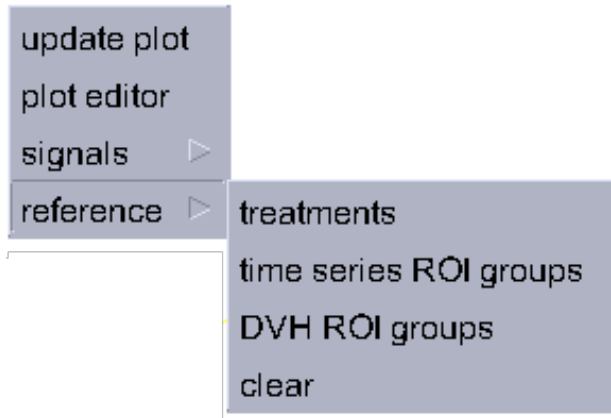 update plot
plot editor
signals
reference
treatments
time series ROI groups
DVH ROI groups
clear